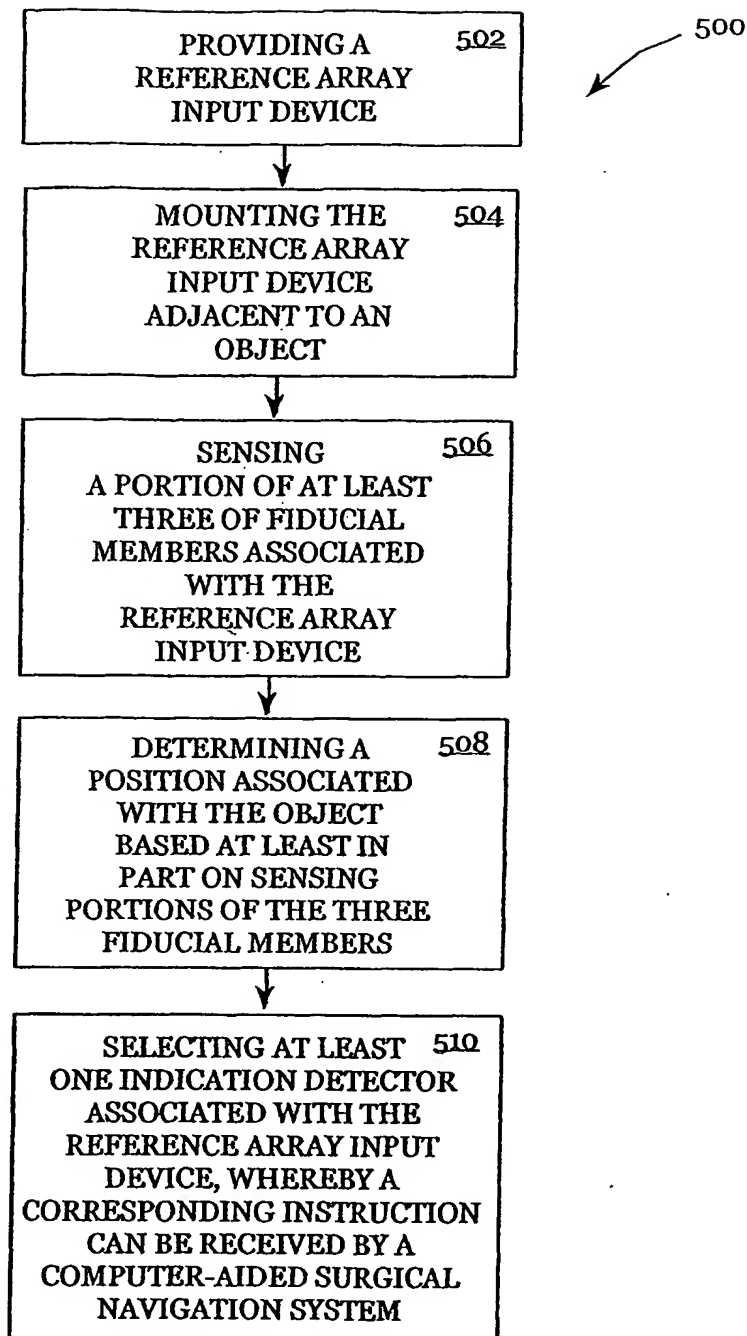 500
PROVIDING A 502
REFERENCE ARRAY
INPUT DEVICE
MOUNTING THE 504
REFERENCE ARRAY
INPUT DEVICE
ADJACENT TO AN
OBJECT
SENSING 506
A PORTION OF AT LEAST
THREE OF FIDUCIAL
MEMBERS ASSOCIATED
WITH THE
REFERENCE ARRAY
INPUT DEVICE
DETERMINING A 508
POSITION ASSOCIATED
WITH THE OBJECT
BASED AT LEAST IN
PART ON SENSING
PORTIONS OF THE THREE
FIDUCIAL MEMBERS
SELECTING AT LEAST 510
ONE INDICATION DETECTOR
ASSOCIATED WITH THE
REFERENCE ARRAY INPUT
DEVICE, WHEREBY A
CORRESPONDING INSTRUCTION
CAN BE RECEIVED BY A
COMPUTER-AIDED SURGICAL
NAVIGATION SYSTEM